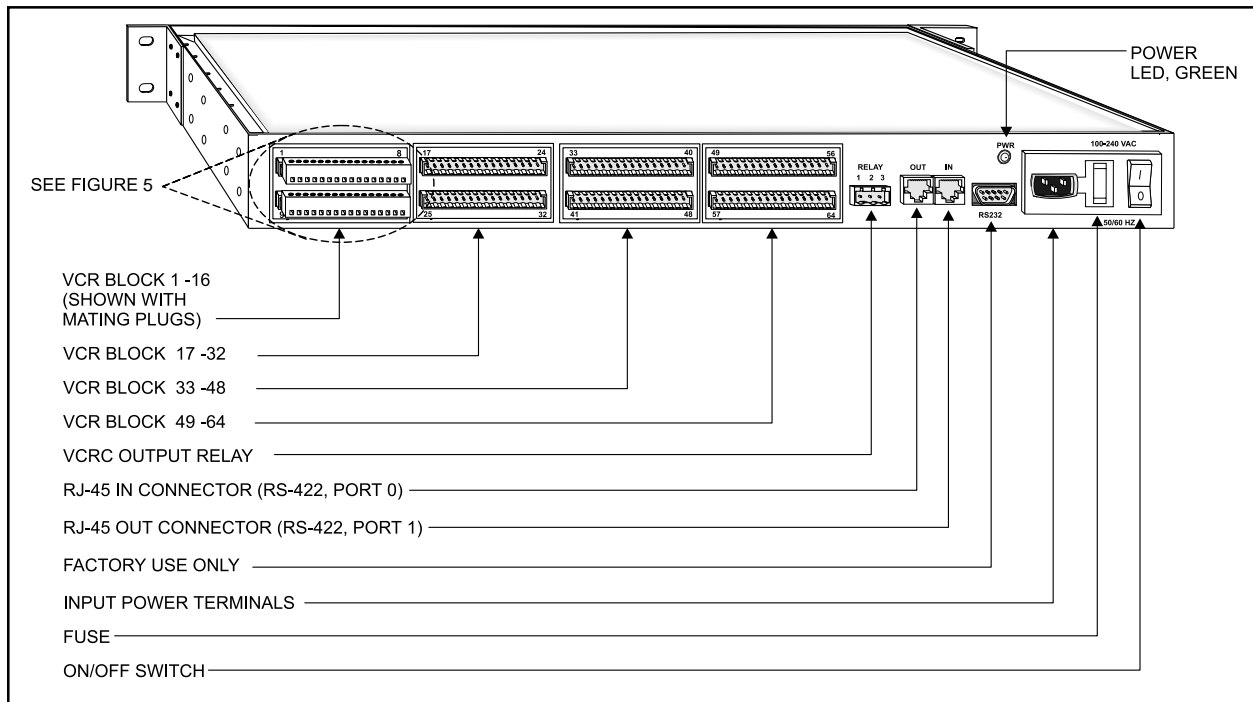 POWER
LED, GREEN
PWR
100-240 VAC
1 8
17 24
33 40
49 56
RELAY
1 2 3
OUT IN
SEE FIGURE 5
9
25 32
41 48
57 64
RS232
50/60 HZ
I
0
VCR BLOCK 1 -16
(SHOWN WITH
MATING PLUGS)
VCR BLOCK 17 -32
VCR BLOCK 33 -48
VCR BLOCK 49 -64
VCRC OUTPUT RELAY
RJ-45 IN CONNECTOR (RS-422, PORT 0)
RJ-45 OUT CONNECTOR (RS-422, PORT 1)
FACTORY USE ONLY
INPUT POWER TERMINALS
FUSE
ON/OFF SWITCH